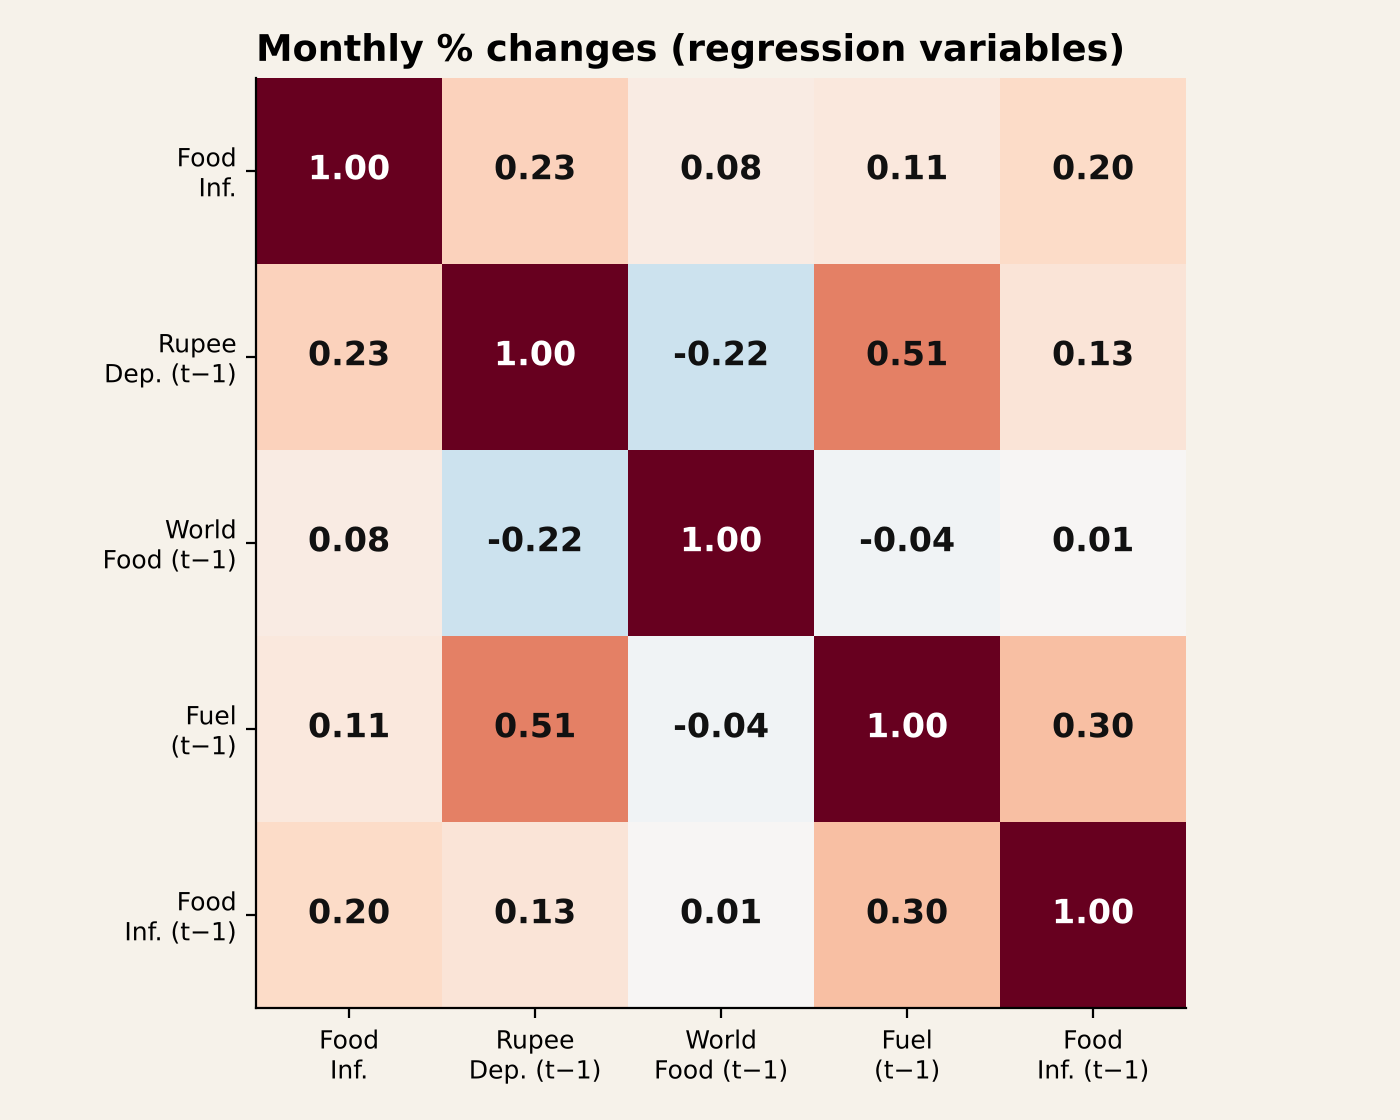 Monthly % changes (regression variables)
Food
Inf.
1.00 0.23 0.08 0.11 0.20
Rupee
Dep. (t−1)
0.23 1.00 -0.22 0.51 0.13
World
Food (t−1)
0.08 -0.22 1.00 -0.04 0.01
Fuel
(t−1)
0.11 0.51 -0.04 1.00 0.30
Food
Inf. (t−1)
0.20 0.13 0.01 0.30 1.00
Food
Inf.
Rupee
Dep. (t−1)
World
Food (t−1)
Fuel
(t−1)
Food
Inf. (t−1)